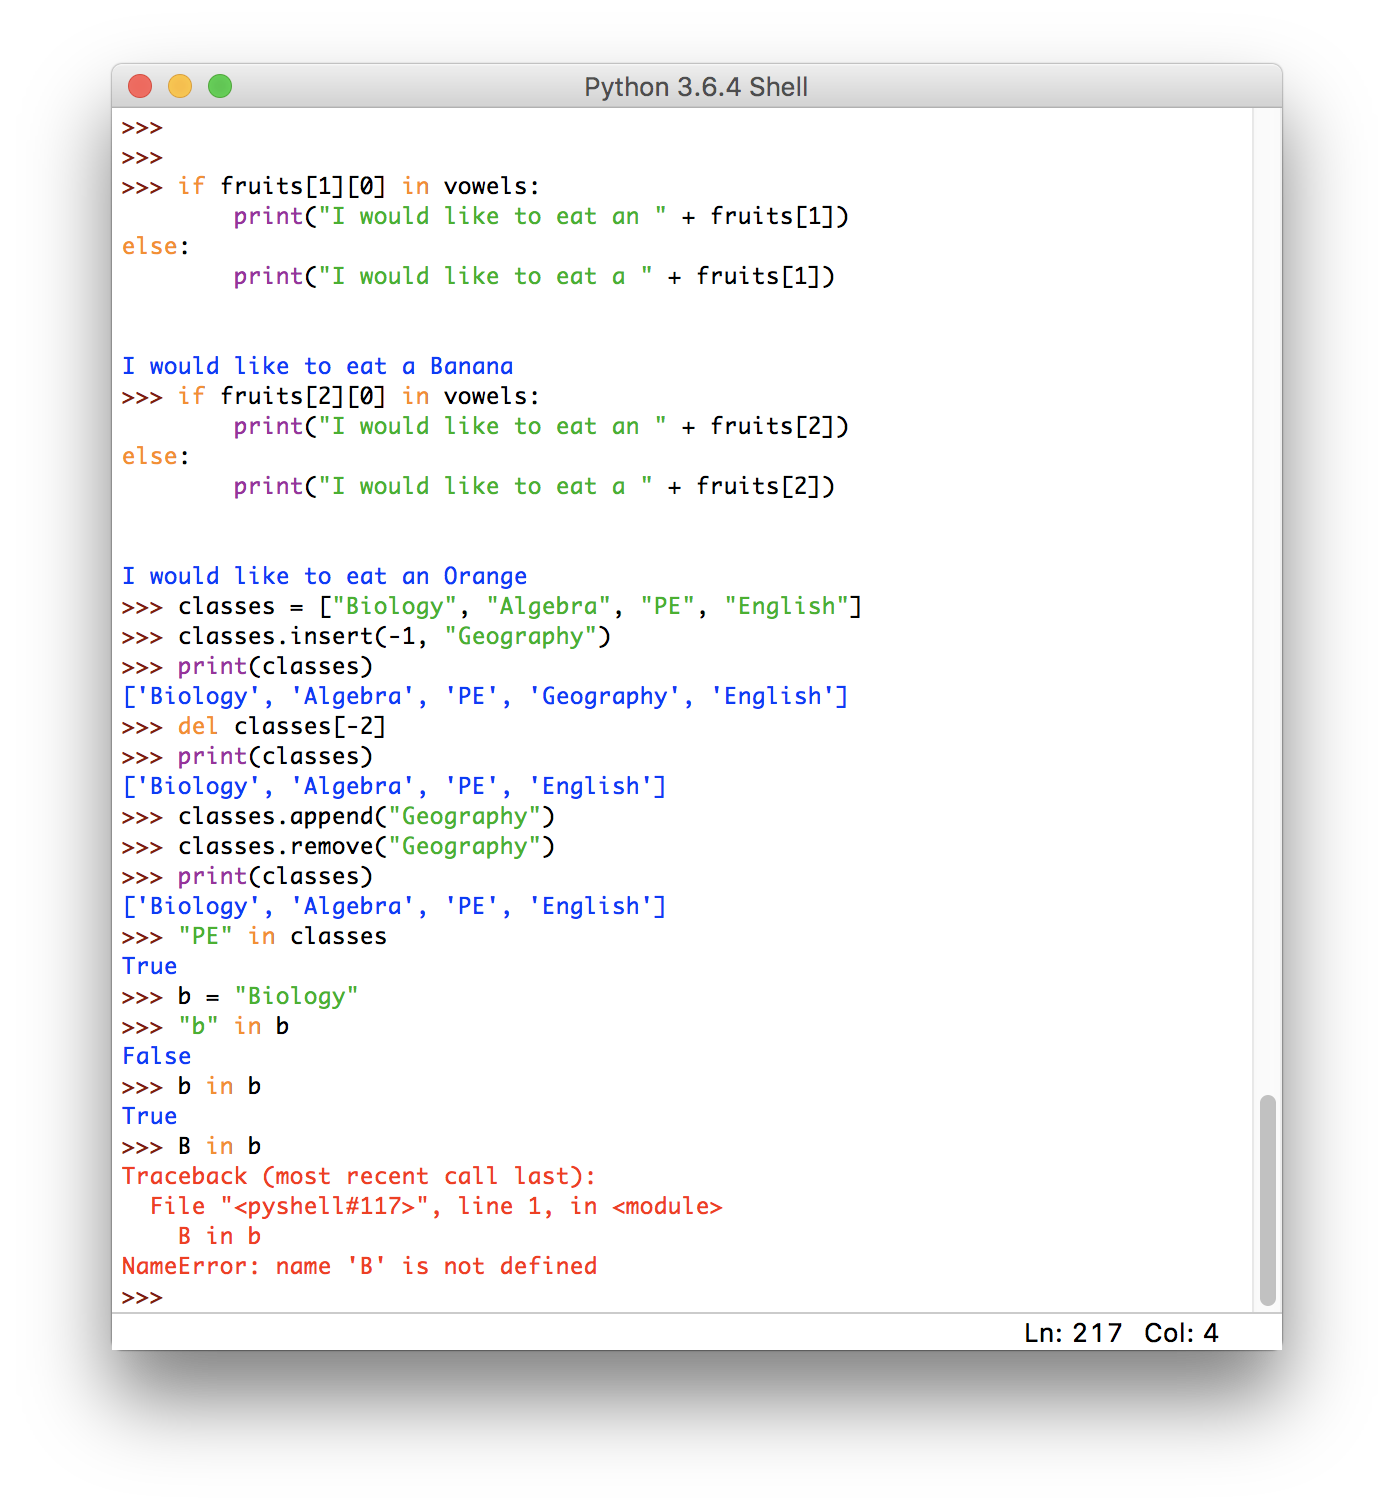 Python 3.6.4 Shell
>>>
>>>
>>> if fruits[1][0] in vowels:
        print("I would like to eat an " + fruits[1])
else:
        print("I would like to eat a " + fruits[1])
I would like to eat a Banana
>>> if fruits[2][0] in vowels:
        print("I would like to eat an " + fruits[2])
else:
        print("I would like to eat a " + fruits[2])
I would like to eat an Orange
>>> classes = ["Biology", "Algebra", "PE", "English"]
>>> classes.insert(-1, "Geography")
>>> print(classes)
['Biology', 'Algebra', 'PE', 'Geography', 'English']
>>> del classes[-2]
>>> print(classes)
['Biology', 'Algebra', 'PE', 'English']
>>> classes.append("Geography")
>>> classes.remove("Geography")
>>> print(classes)
['Biology', 'Algebra', 'PE', 'English']
>>> "PE" in classes
True
>>> b = "Biology"
>>> "b" in b
False
>>> b in b
True
>>> B in b
Traceback (most recent call last):
  File "<pyshell#117>", line 1, in <module>
    B in b
NameError: name 'B' is not defined
>>>
Ln: 217 Col: 4